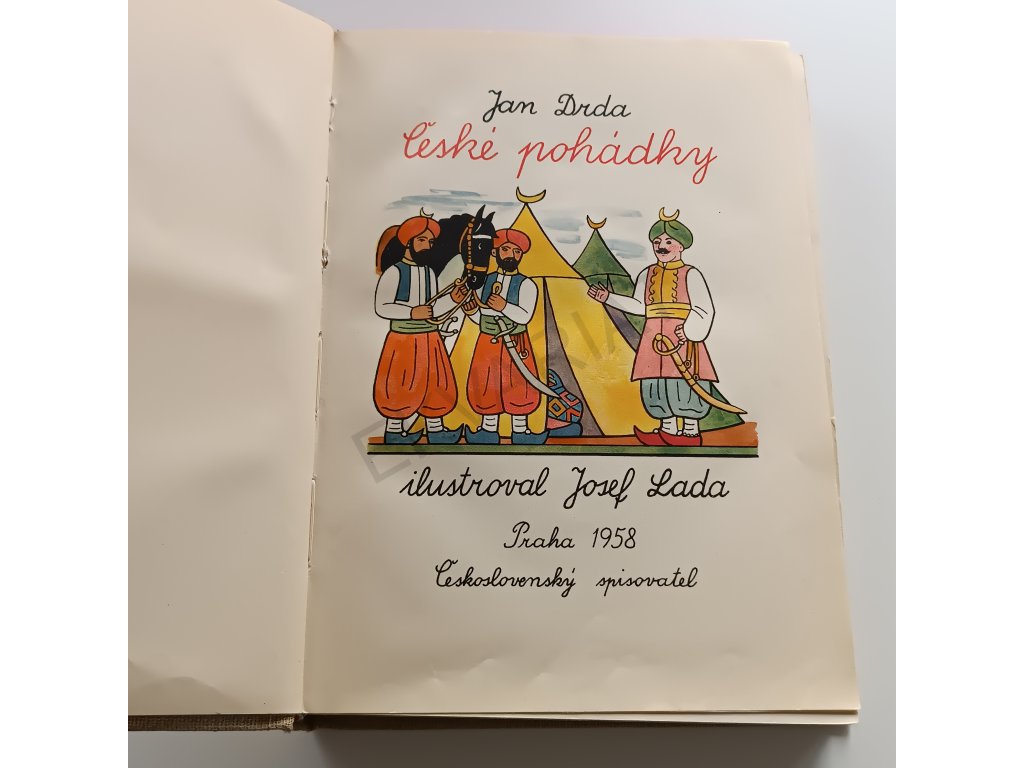 Jan Drda
České pohádky
ilustroval Josef Lada
Praha 1958
Československý spisovatel